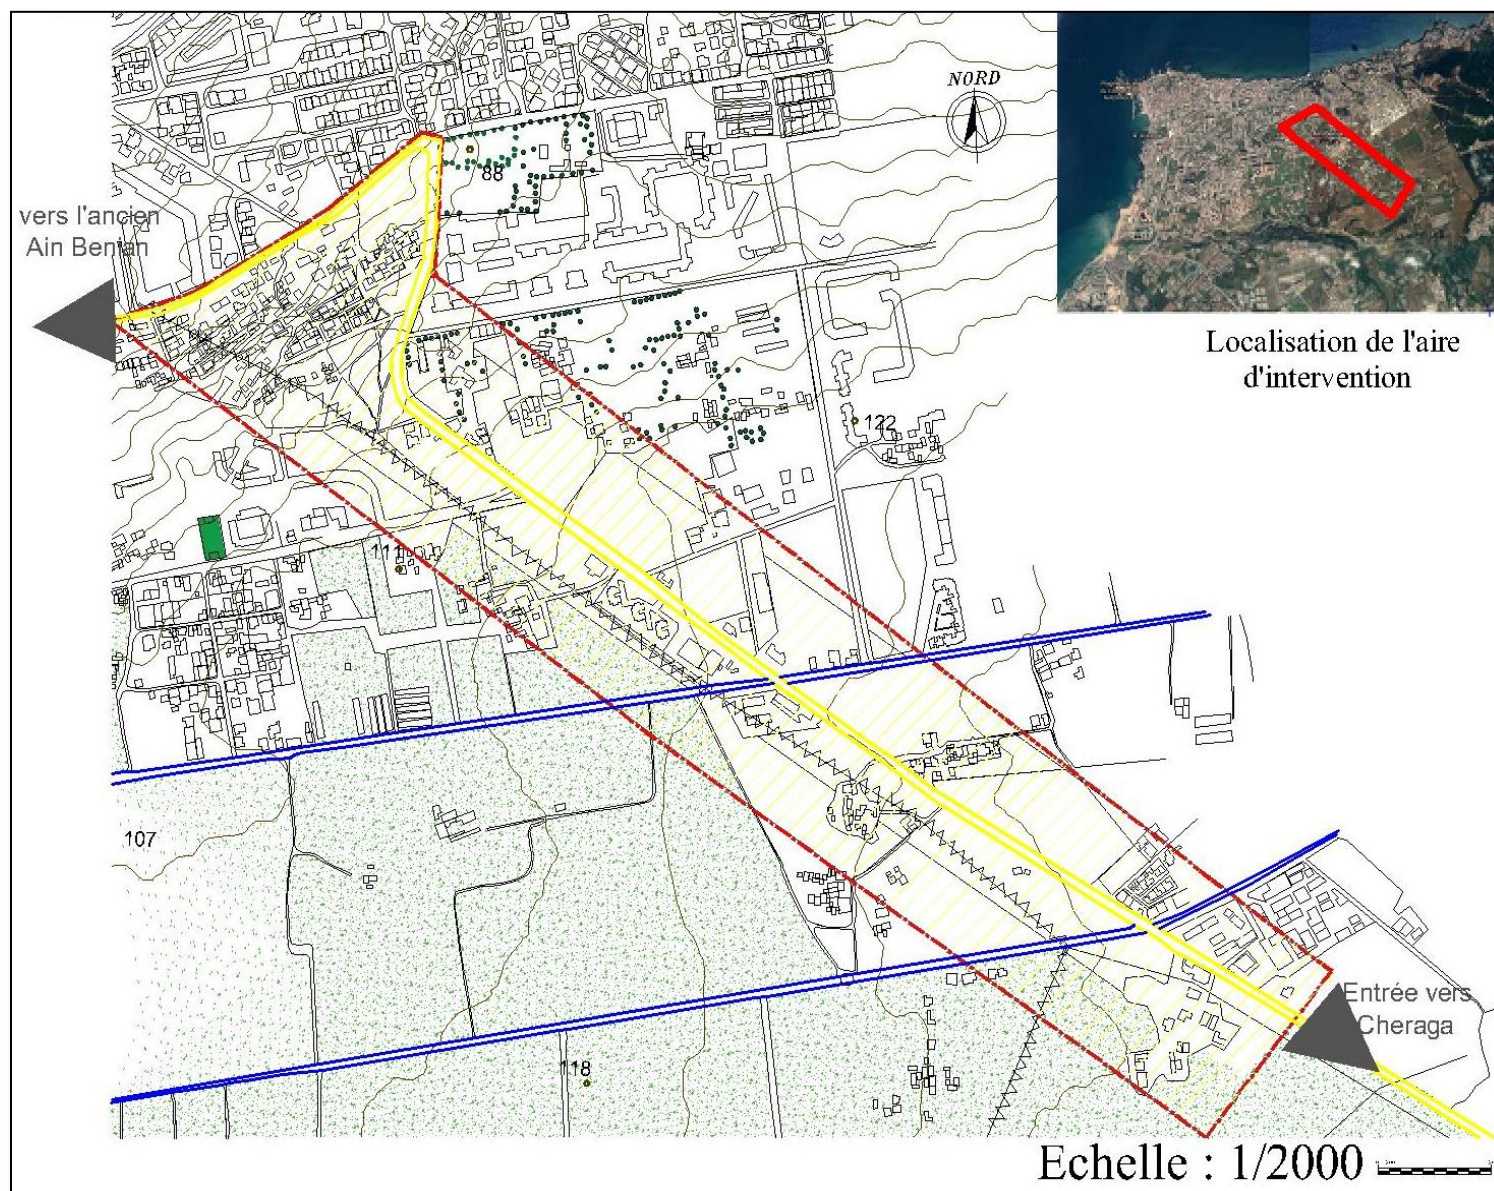 NORD
vers l'ancien
Ain Benian
88
Localisation de l'aire
d'intervention
122
111
107
Entrée vers
Cheraga
118
Echelle : 1/2000